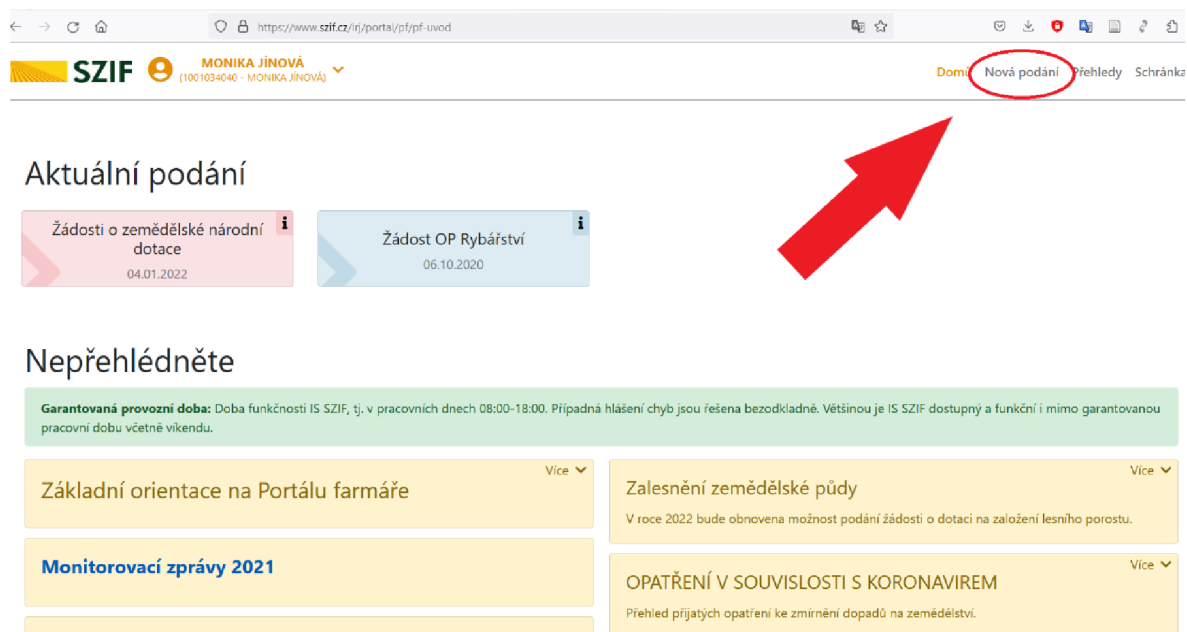 https://www.szif.cz/irj/portal/pf/pf-uvod
SZIF
MONIKA JÍNOVÁ
(1001034040 - MONIKA JÍNOVÁ)
Domů Nová podání Přehledy Schránka
Aktuální podání
Žádosti o zemědělské národní
dotace
04.01.2022
Žádost OP Rybářství
06.10.2020
Nepřehlédněte
Garantovaná provozní doba: Doba funkčnosti IS SZIF, tj. v pracovních dnech 08:00-18:00. Případná hlášení chyb jsou řešena bezodkladně. Většinou je IS SZIF dostupný a funkční i mimo garantovanou
pracovní dobu včetně víkendu.
Více
Základní orientace na Portálu farmáře
Monitorovací zprávy 2021
Více
Zalesnění zemědělské půdy
V roce 2022 bude obnovena možnost podání žádosti o dotaci na založení lesního porostu.
Více
OPATŘENÍ V SOUVISLOSTI S KORONAVIREM
Přehled přijatých opatření ke zmírnění dopadů na zemědělství.